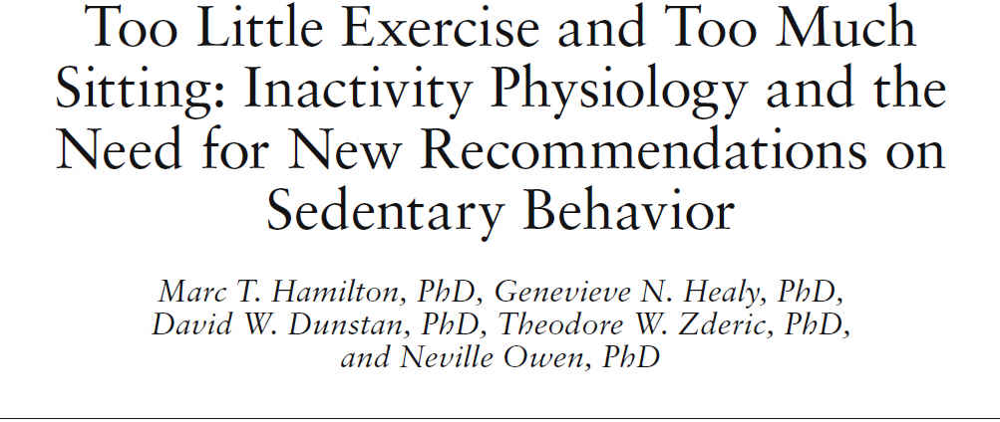 Too Little Exercise and Too Much
Sitting: Inactivity Physiology and the
Need for New Recommendations on
Sedentary Behavior
Marc T. Hamilton, PhD, Genevieve N. Healy, PhD,
David W. Dunstan, PhD, Theodore W. Zderic, PhD,
and Neville Owen, PhD